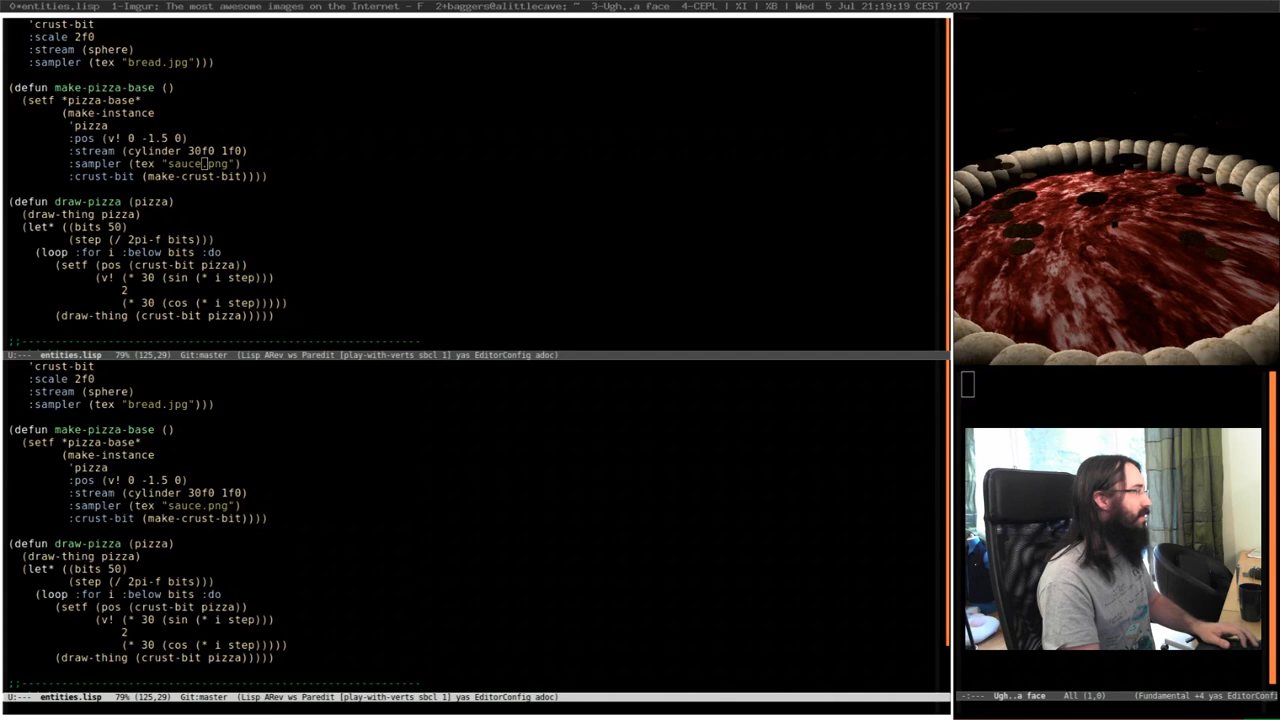 0*entities.lisp  1-Imgur: The most awesome images on the Internet - F  2+baggers@alittlecave: ~  3-Ugh,.a face  4-CEPL | %I | %B | Wed  5 Jul 21:19:19 CEST 2017
'crust-bit
:scale 2f0
:stream (sphere)
:sampler (tex "bread.jpg")))
(defun make-pizza-base ()
(setf *pizza-base*
(make-instance
'pizza
:pos (v! 0 -1.5 0)
:stream (cylinder 30f0 1f0)
:sampler (tex "sauce.png")
:crust-bit (make-crust-bit))))
(defun draw-pizza (pizza)
(draw-thing pizza)
(let* ((bits 50)
(step (/ 2pi-f bits)))
(loop :for i :below bits :do
(setf (pos (crust-bit pizza))
(v! (* 30 (sin (* i step)))
2
(* 30 (cos (* i step)))))
(draw-thing (crust-bit pizza)))))
;;------------------------------------------------------------
U:---  entities.lisp   79% (125,29)  Git:master  (Lisp ARev ws Paredit [play-with-verts sbcl 1] yas EditorConfig adoc)
'crust-bit
:scale 2f0
:stream (sphere)
:sampler (tex "bread.jpg")))
(defun make-pizza-base ()
(setf *pizza-base*
(make-instance
'pizza
:pos (v! 0 -1.5 0)
:stream (cylinder 30f0 1f0)
:sampler (tex "sauce.png")
:crust-bit (make-crust-bit))))
(defun draw-pizza (pizza)
(draw-thing pizza)
(let* ((bits 50)
(step (/ 2pi-f bits)))
(loop :for i :below bits :do
(setf (pos (crust-bit pizza))
(v! (* 30 (sin (* i step)))
2
(* 30 (cos (* i step)))))
(draw-thing (crust-bit pizza)))))
;;------------------------------------------------------------
U:---  entities.lisp   79% (125,29)  Git:master  (Lisp ARev ws Paredit [play-with-verts sbcl 1] yas EditorConfig adoc)
-:---  Ugh,.a face    All (1,0)    (Fundamental +4 yas EditorConfi